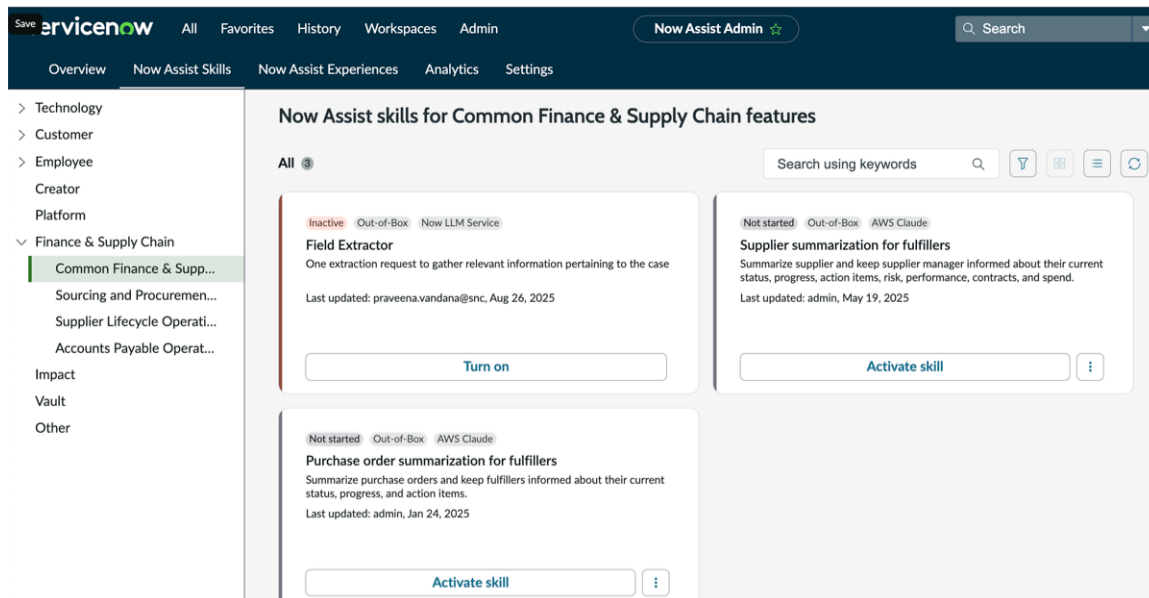 Save
servicenow All Favorites History Workspaces Admin Now Assist Admin Search
Overview Now Assist Skills Now Assist Experiences Analytics Settings
Technology
Customer
Employee
Creator
Platform
Finance & Supply Chain
Common Finance & Supp...
Sourcing and Procuremen...
Supplier Lifecycle Operati...
Accounts Payable Operat...
Impact
Vault
Other
Now Assist skills for Common Finance & Supply Chain features
All 3
Search using keywords
Inactive Out-of-Box Now LLM Service
Field Extractor
One extraction request to gather relevant information pertaining to the case
Last updated: praveena.vandana@snc, Aug 26, 2025
Turn on
Not started Out-of-Box AWS Claude
Supplier summarization for fulfillers
Summarize supplier and keep supplier manager informed about their current
status, progress, action items, risk, performance, contracts, and spend.
Last updated: admin, May 19, 2025
Activate skill
Not started Out-of-Box AWS Claude
Purchase order summarization for fulfillers
Summarize purchase orders and keep fulfillers informed about their current
status, progress, and action items.
Last updated: admin, Jan 24, 2025
Activate skill